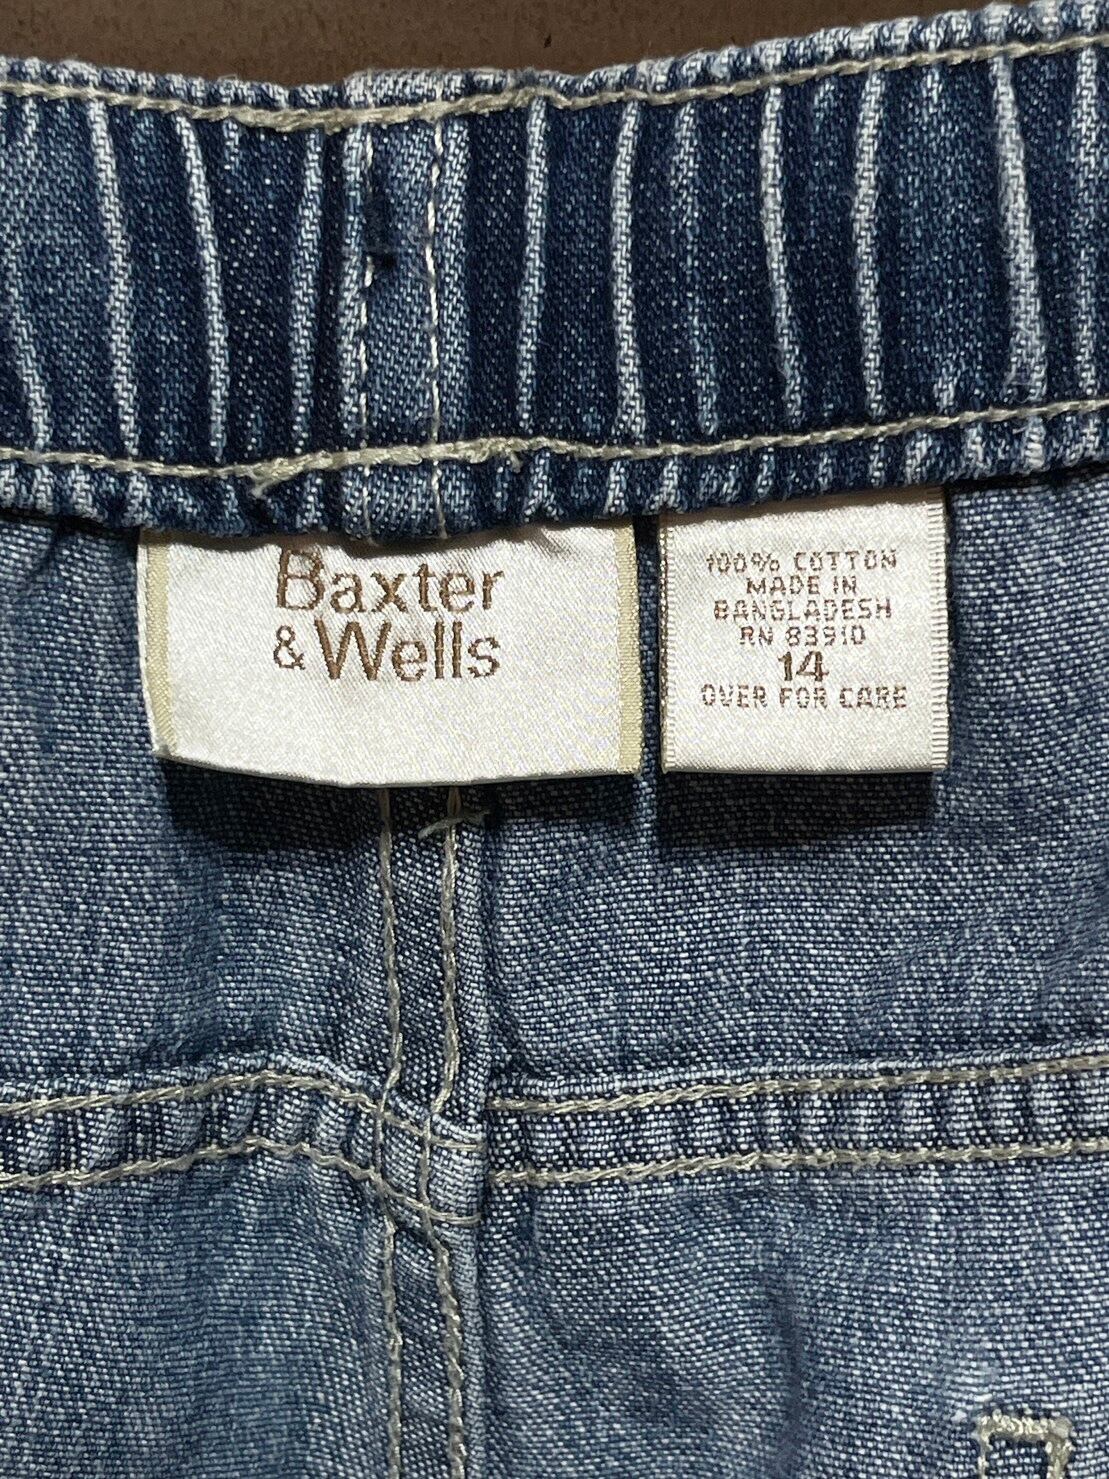 Baxter
& Wells
100% COTTON
MADE IN
BANGLADESH
RN 83910
14
OVER FOR CARE